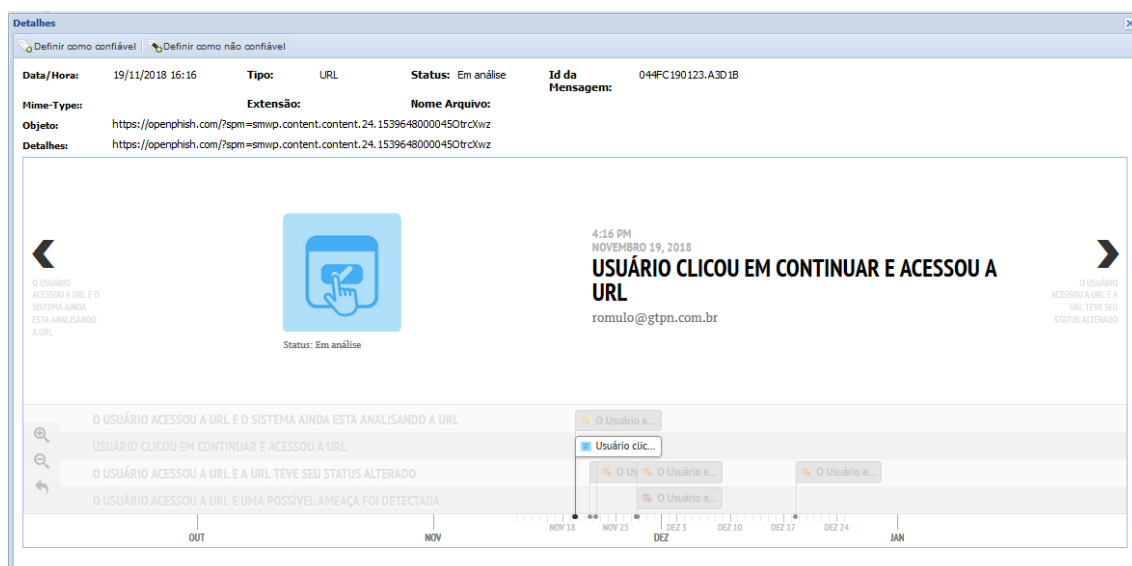 Detalhes
Definir como confiável
Definir como não confiável
Data/Hora: 19/11/2018 16:16 Tipo: URL Status: Em análise Id da Mensagem: 044FC190123.A3D1B
Mime-Type:: Extensão: Nome Arquivo:
Objeto: https://openphish.com/?spm=smwp.content.content.24.1539648000045OtrcXwz
Detalhes: https://openphish.com/?spm=smwp.content.content.24.1539648000045OtrcXwz
O USUÁRIO
ACESSOU A URL E O
SISTEMA AINDA
ESTA ANALISANDO
A URL
Status: Em análise
4:16 PM
NOVEMBRO 19, 2018
USUÁRIO CLICOU EM CONTINUAR E ACESSOU A
URL
romulo@gtpn.com.br
O USUÁRIO
ACESSOU A URL E A
URL TEVE SEU
STATUS ALTERADO
O USUÁRIO ACESSOU A URL E O SISTEMA AINDA ESTA ANALISANDO A URL
O Usuário a...
USUÁRIO CLICOU EM CONTINUAR E ACESSOU A URL
Usuário clic...
O USUÁRIO ACESSOU A URL E A URL TEVE SEU STATUS ALTERADO
O Us
O Usuário a...
O Usuário a...
O USUÁRIO ACESSOU A URL E UMA POSSÍVEL AMEAÇA FOI DETECTADA
O Usuário a...
NOV 18 NOV 25 DEZ 3 DEZ 10 DEZ 17 DEZ 24
OUT NOV DEZ JAN